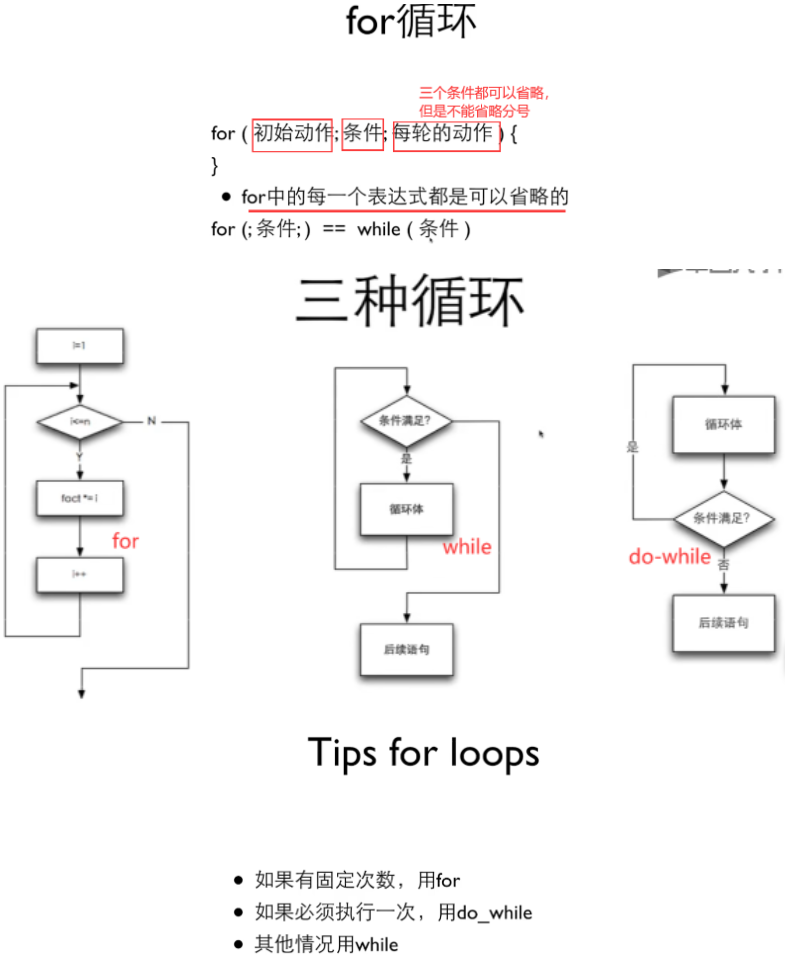 for循环
三个条件都可以省略，
但是不能省略分号
for ( 初始动作; 条件; 每轮的动作 ) {
}
• for中的每一个表达式都是可以省略的
for (; 条件; ) == while ( 条件 )
三种循环
i=1
i<=n
N
Y
fact *= i
for
i++
条件满足?
是
循环体
while
后续语句
循环体
是
条件满足?
do-while
否
后续语句
Tips for loops
• 如果有固定次数，用for
• 如果必须执行一次，用do_while
• 其他情况用while